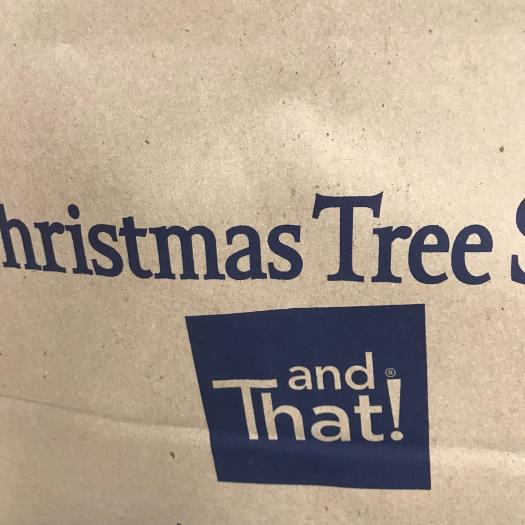 hristmas Tree S
and
That!®